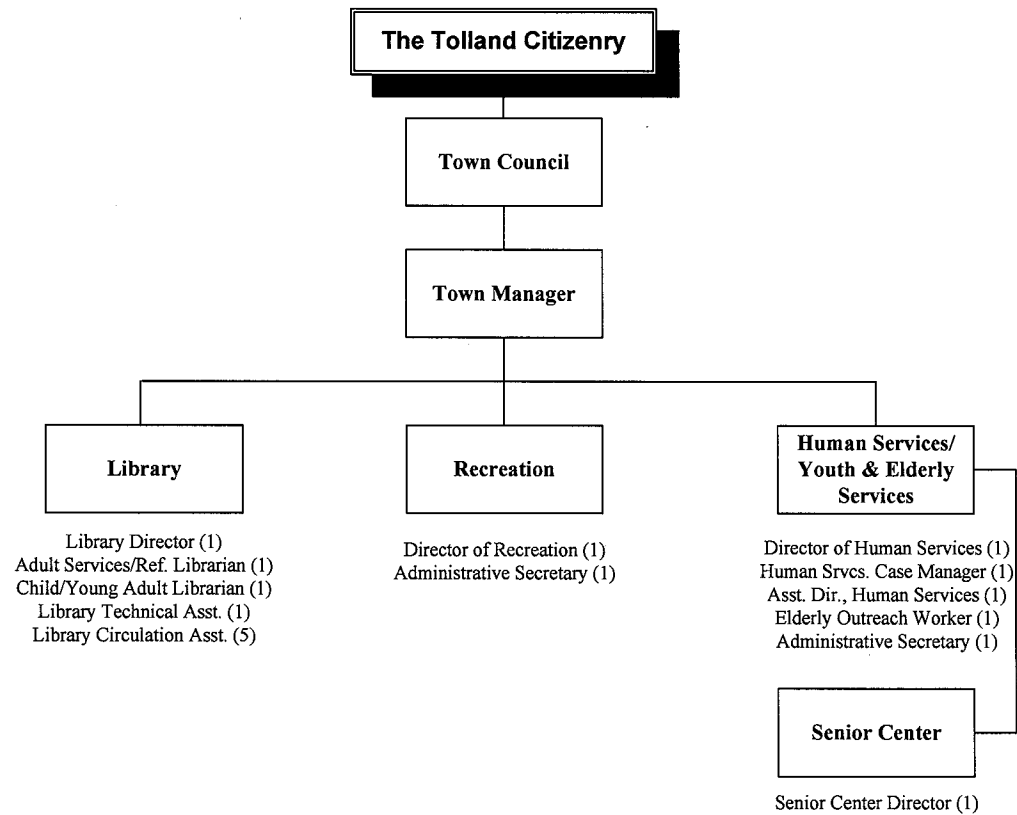 The Tolland Citizenry
Town Council
Town Manager
Library
Library Director (1)
Adult Services/Ref. Librarian (1)
Child/Young Adult Librarian (1)
Library Technical Asst. (1)
Library Circulation Asst. (5)
Recreation
Director of Recreation (1)
Administrative Secretary (1)
Human Services/
Youth & Elderly
Services
Director of Human Services (1)
Human Srvcs. Case Manager (1)
Asst. Dir., Human Services (1)
Elderly Outreach Worker (1)
Administrative Secretary (1)
Senior Center
Senior Center Director (1)